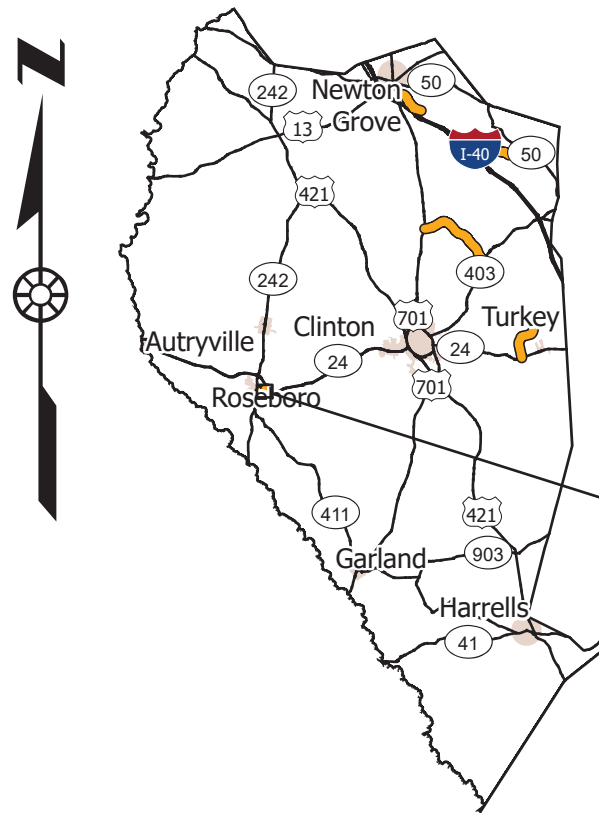 N
50
242
Newton
Grove
13
I-40
50
421
403
242
701
Turkey
Clinton
Autryville
24
24
701
Roseboro
411
421
903
Garland
Harrells
41